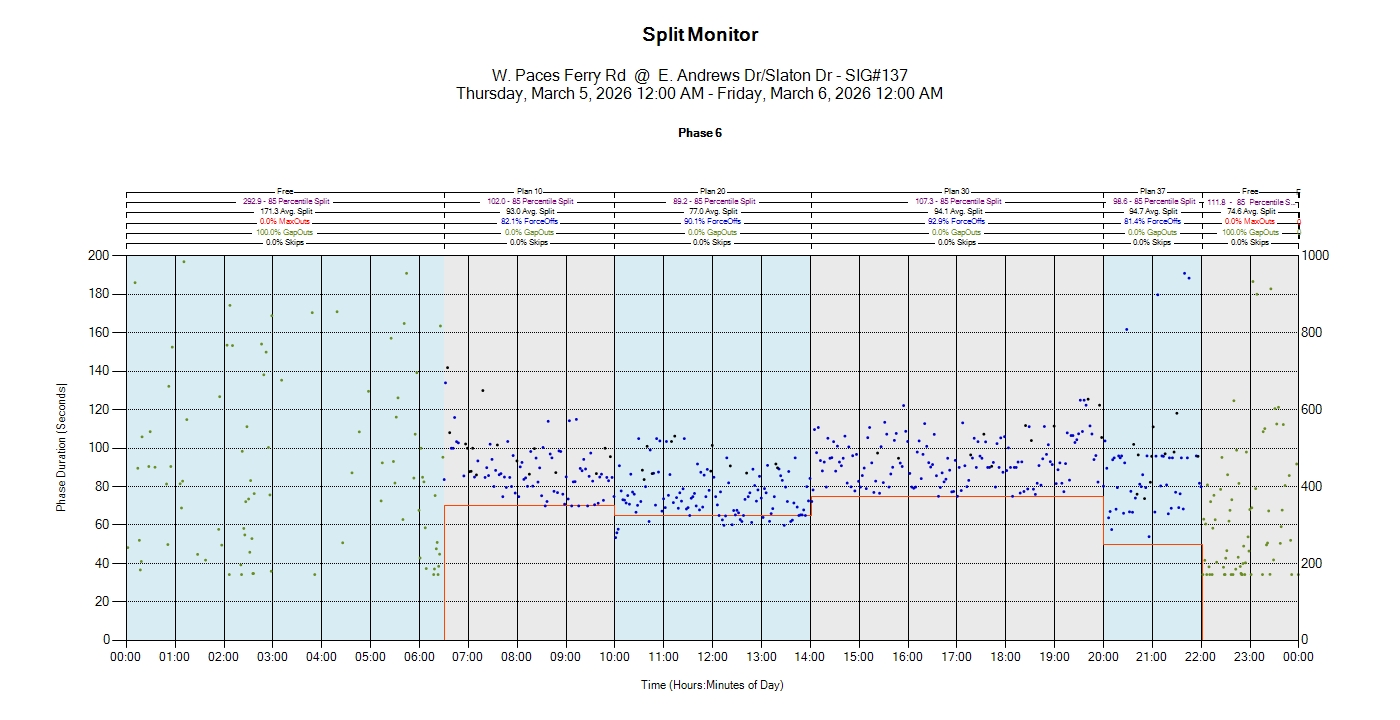 Split Monitor
W. Paces Ferry Rd @ E. Andrews Dr/Slaton Dr - SIG#137
Thursday, March 5, 2026 12:00 AM - Friday, March 6, 2026 12:00 AM
Phase 6
Free Plan 10 Plan 20 Plan 30 Plan 37 Free F
292.9 - 85 Percentile Split 102.0 - 85 Percentile Split 89.2 - 85 Percentile Split 107.3 - 85 Percentile Split 98.6 - 85 Percentile Split 111.8 - 85 Percentile S...
171.3 Avg. Split 93.0 Avg. Split 77.0 Avg. Split 94.1 Avg. Split 94.7 Avg. Split 74.6 Avg. Split
0.0% MaxOuts 82.1% ForceOffs 90.1% ForceOffs 92.9% ForceOffs 81.4% ForceOffs 0.0% MaxOuts
100.0% GapOuts 0.0% GapOuts 0.0% GapOuts 0.0% GapOuts 0.0% GapOuts 100.0% GapOuts
0.0% Skips 0.0% Skips 0.0% Skips 0.0% Skips 0.0% Skips 0.0% Skips
200 1000
180
160 800
140
120 600
100
80 400
60
40 200
20
0 0
Phase Duration (Seconds)
00:00 01:00 02:00 03:00 04:00 05:00 06:00 07:00 08:00 09:00 10:00 11:00 12:00 13:00 14:00 15:00 16:00 17:00 18:00 19:00 20:00 21:00 22:00 23:00 00:00
Time (Hours:Minutes of Day)